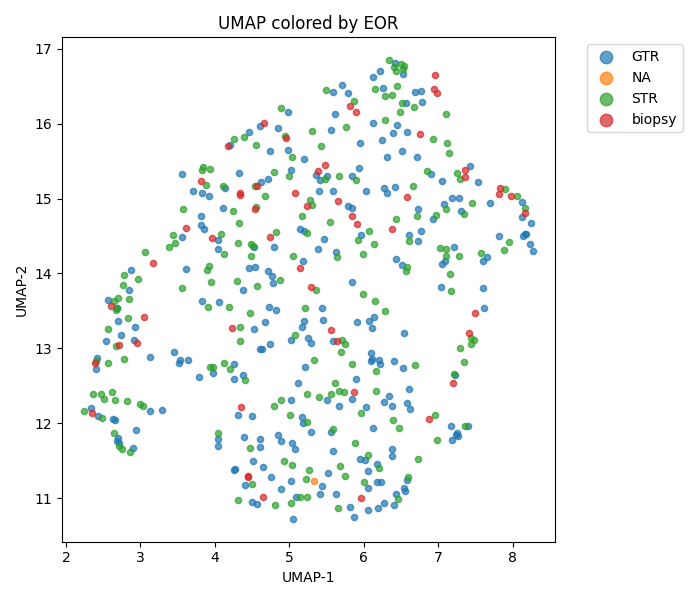 UMAP colored by EOR
GTR
NA
STR
biopsy
17
16
15
14
13
12
11
UMAP-2
2 3 4 5 6 7 8
UMAP-1